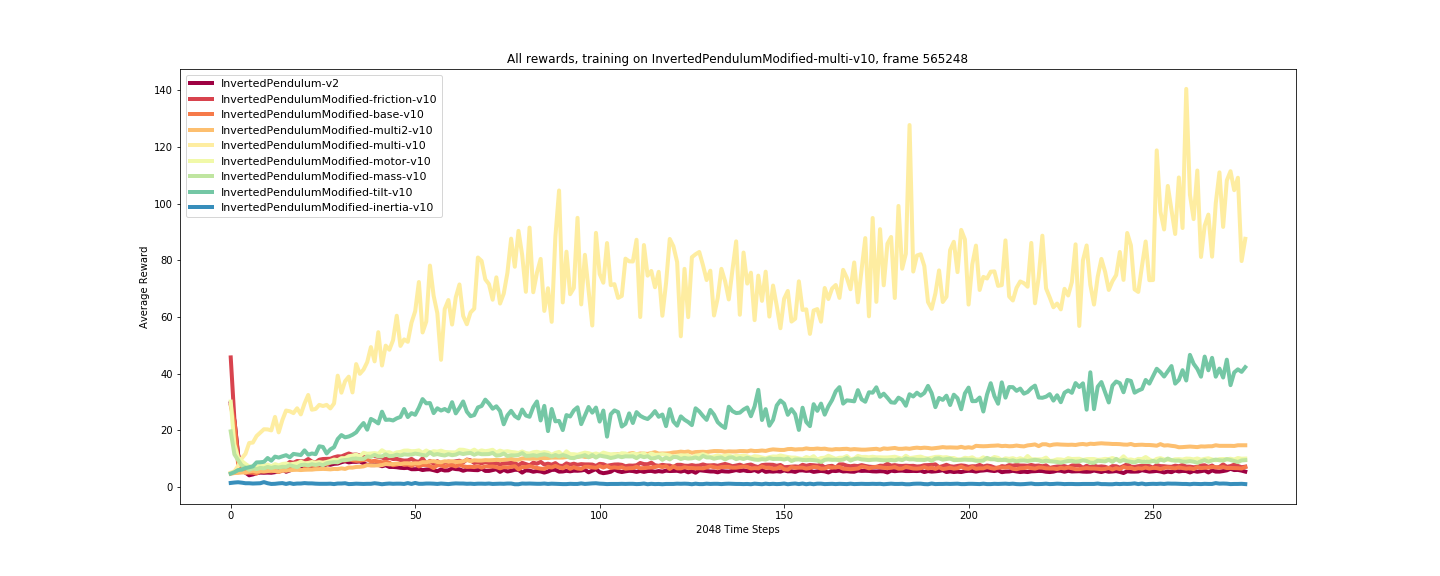 All rewards, training on InvertedPendulumModified-multi-v10, frame 565248
InvertedPendulum-v2
InvertedPendulumModified-friction-v10
InvertedPendulumModified-base-v10
InvertedPendulumModified-multi2-v10
InvertedPendulumModified-multi-v10
InvertedPendulumModified-motor-v10
InvertedPendulumModified-mass-v10
InvertedPendulumModified-tilt-v10
InvertedPendulumModified-inertia-v10
Average Reward
140
120
100
80
60
40
20
0
0 50 100 150 200 250
2048 Time Steps